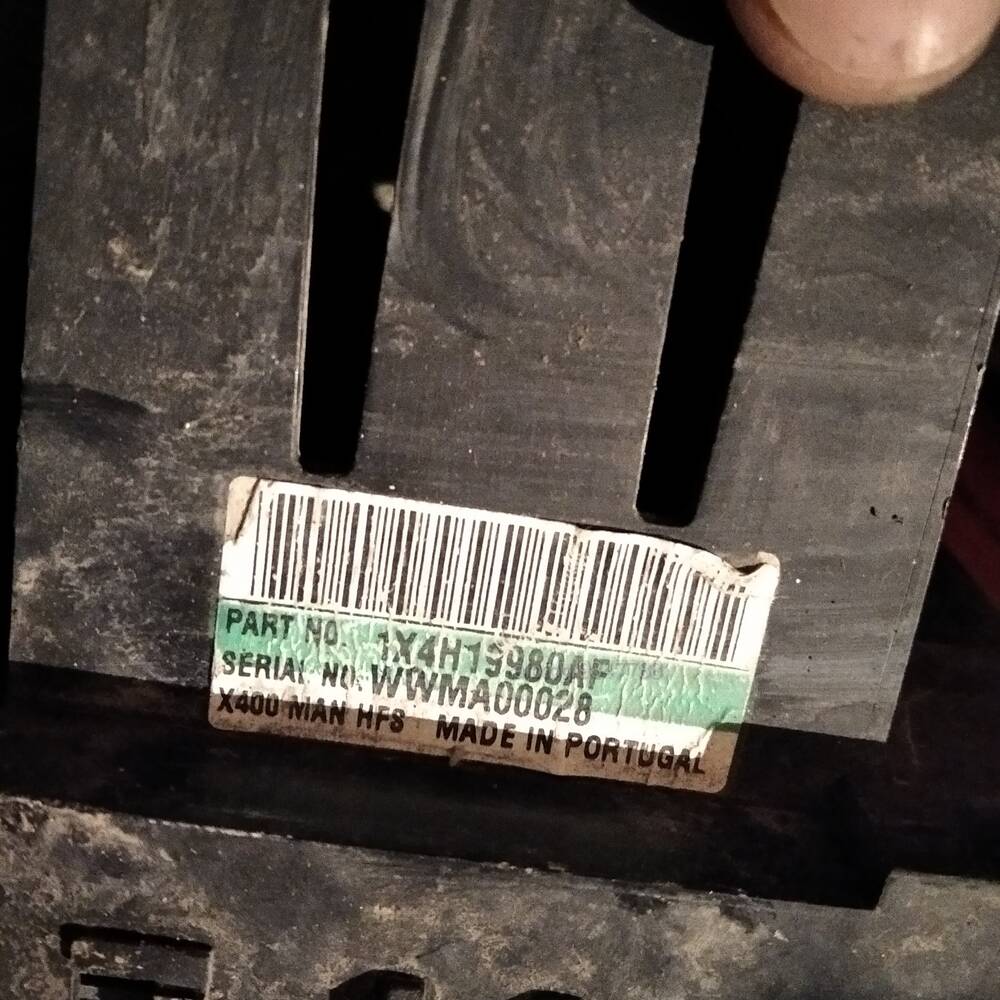 PART NO. 1X4H19980AF
SERIAL NO. WWMA00028
X400 MAN HFS MADE IN PORTUGAL